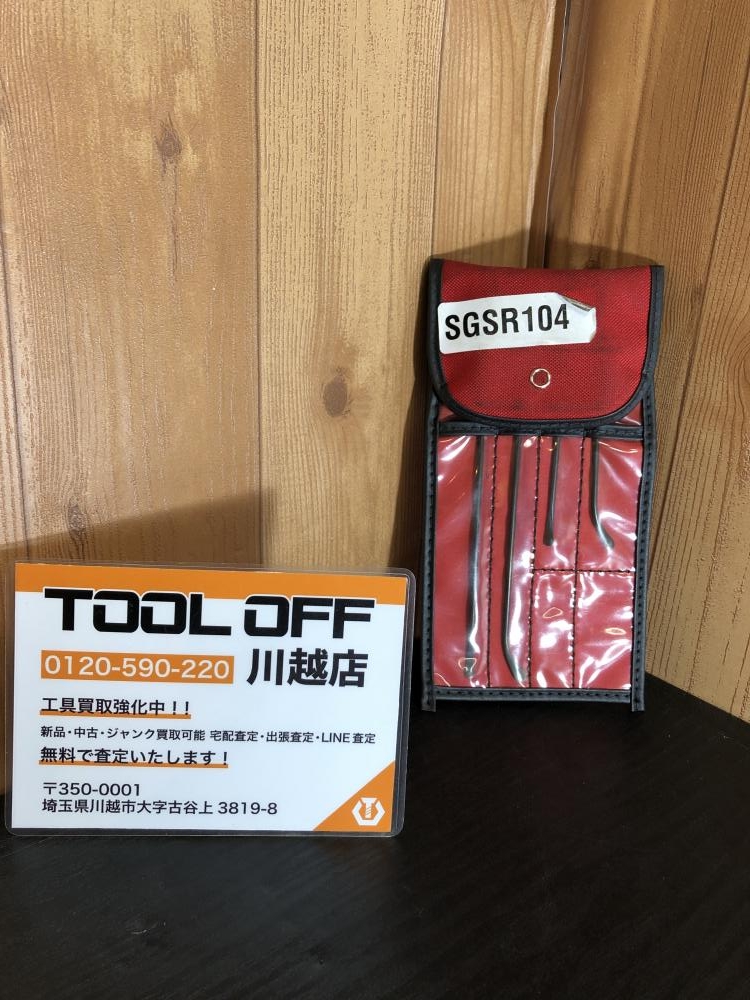 SGSR104
TOOL OFF
0120-590-220 川越店
工具買取強化中！！
新品・中古・ジャンク買取可能 宅配査定・出張査定・LINE査定
無料で査定いたします！
〒350-0001
埼玉県川越市大字古谷上 3819-8